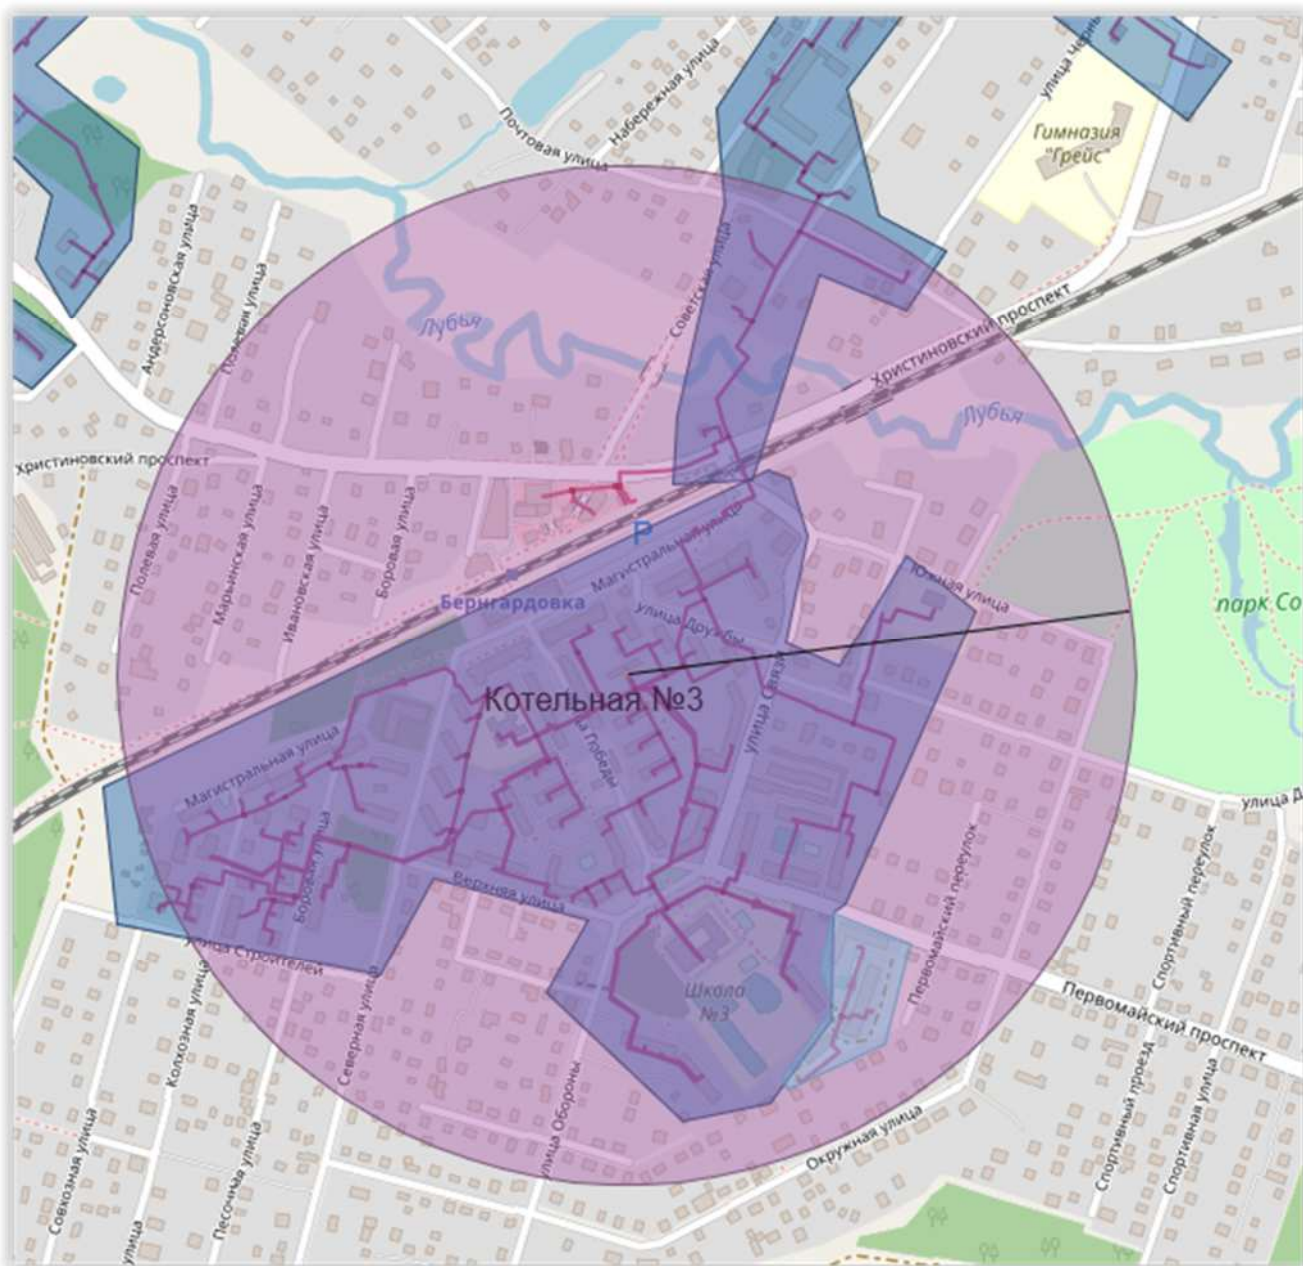 улица Черны
Набережная улица
Почтовая улица
Гимназия
"Грейс"
Андерсоновская улица
Полевая улица
Советская улица
Лубья
Христиновский проспект
Лубья
Христиновский проспект
Полевая улица
Марьинская улица
Ивановская улица
Боровая улица
P
Магистральная улица
Бернгардовка
улица Дружбы
Южная улица
парк Со
Котельная №3
улица Связи
Магистральная улица
а Победы
улица Д
Боровая улица
Верхняя улица
Первомайский переулок
Спортивный переулок
улица Строителей
Школа
№3
Колхозная улица
Северная улица
Первомайский проспект
улица Обороны
Окружная улица
Совхозная улица
Песочная улица
Спортивный проезд
Спортивная улица
улица